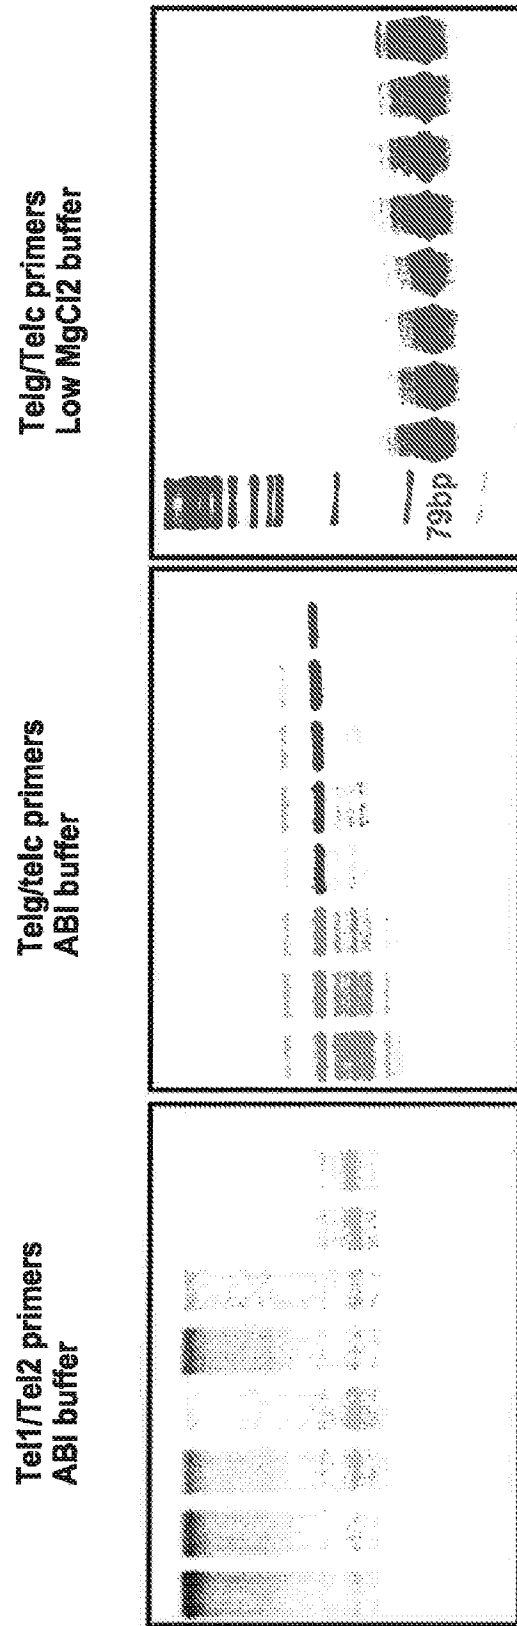 Tel1/Tel2 primers
ABI buffer
Telg/telc primers
ABI buffer
Telg/Telc primers
Low MgCl2 buffer
79bp